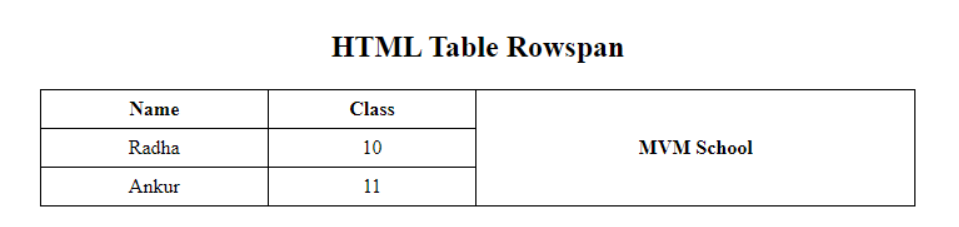 HTML Table Rowspan
Name Class
MVM School
Radha 10
Ankur 11